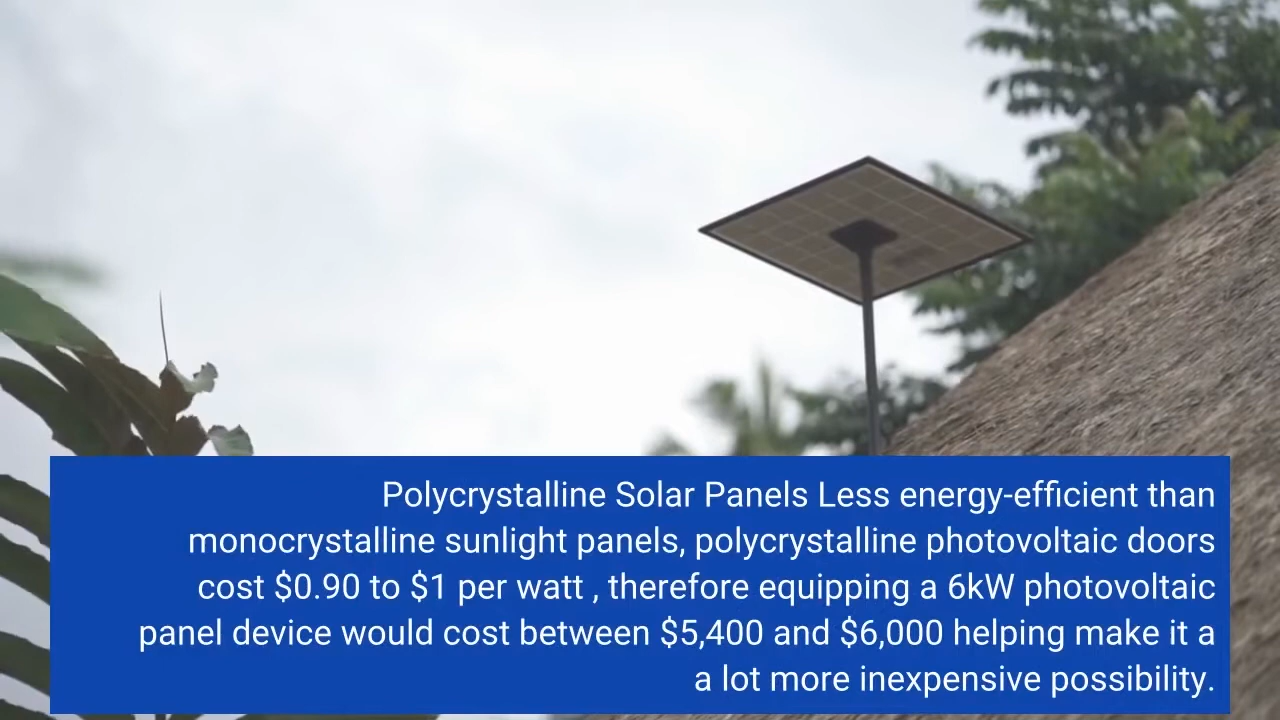 Polycrystalline Solar Panels Less energy-efficient than
monocrystalline sunlight panels, polycrystalline photovoltaic doors
cost $0.90 to $1 per watt , therefore equipping a 6kW photovoltaic
panel device would cost between $5,400 and $6,000 helping make it a
a lot more inexpensive possibility.